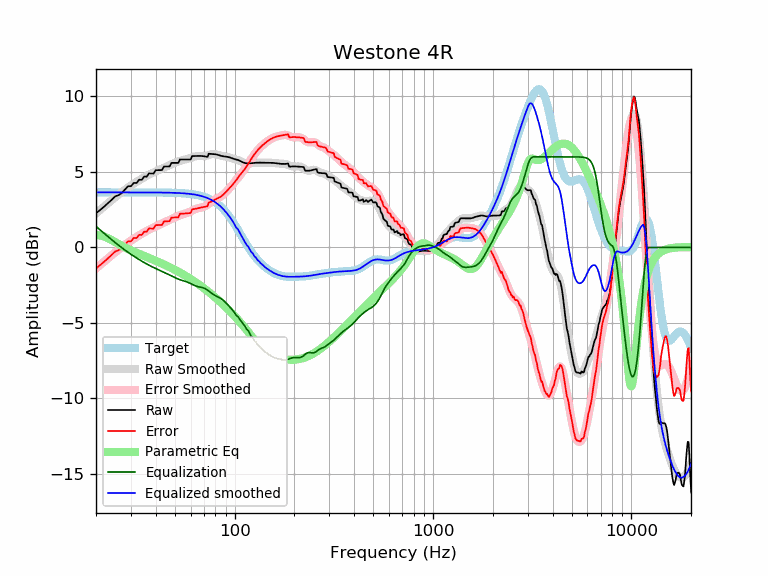 Westone 4R
Amplitude (dBr)
10
5
0
−5
−10
−15
Target
Raw Smoothed
Error Smoothed
Raw
Error
Parametric Eq
Equalization
Equalized smoothed
100
1000
10000
Frequency (Hz)